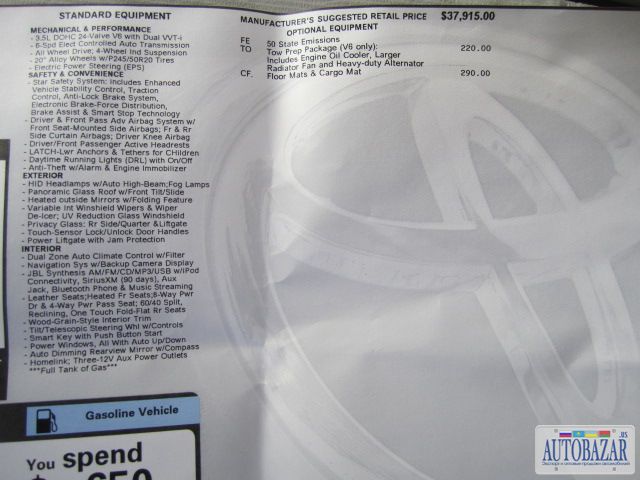 STANDARD EQUIPMENT
MECHANICAL & PERFORMANCE
- 3.5L DOHC 24-Valve V6 with Dual VVT-i
- 6-Spd Elect Controlled Auto Transmission
- All Wheel Drive; 4-Wheel Ind Suspension
- 20" Alloy Wheels w/P245/50R20 Tires
- Electric Power Steering (EPS)
SAFETY & CONVENIENCE
- Star Safety System: includes Enhanced
Vehicle Stability Control, Traction
Control, Anti-Lock Brake System,
Electronic Brake-Force Distribution,
Brake Assist & Smart Stop Technology
- Driver & Front Pass Adv Airbag System w/
Front Seat-Mounted Side Airbags; Fr & Rr
Side Curtain Airbags; Driver Knee Airbag
- Driver/Front Passenger Active Headrests
- LATCH-Lwr Anchors & Tethers for CHildren
- Daytime Running Lights (DRL) with On/Off
- Anti-Theft w/Alarm & Engine Immobilizer
EXTERIOR
- HID Headlamps w/Auto High-Beam;Fog Lamps
- Panoramic Glass Roof w/Front Tilt/Slide
- Heated outside Mirrors w/Folding Feature
- Variable Int Winshield Wipers & Wiper
De-Icer; UV Reduction Glass Windshield
- Privacy Glass: Rr Side/Quarter &Liftgate
- Touch-Sensor Lock/Unlock Door Handles
- Power Liftgate with Jam Protection
INTERIOR
- Dual Zone Auto Climate Control w/Filter
- Navigation Sys w/Backup Camera Display
- JBL Synthesis AM/FM/CD/MP3/USB w/iPod
Connectivity, SiriusXM (90 days), Aux
Jack, Bluetooth Phone & Music Streaming
- Leather Seats;Heated Fr Seats;8-Way Pwr
Dr & 4-Way Pwr Pass Seat; 60/40 Split,
Reclining, One Touch Fold-Flat Rr Seats
- Wood-Grain-Style Interior Trim
- Tilt/Telescopic Steering Whl w/Controls
- Smart Key with Push Button Start
- Power Windows, All With Auto Up/Down
- Auto Dimming Rearview Mirror w/Compass
- Homelink; Three-12V Aux Power Outlets
***Full Tank of Gas***
MANUFACTURER'S SUGGESTED RETAIL PRICE $37,915.00
OPTIONAL EQUIPMENT
FE 50 State Emissions
TO Tow Prep Package (V6 only): 220.00
Includes Engine Oil Cooler, Larger
Radiator Fan and Heavy-duty Alternator
CF. Floor Mats & Cargo Mat 290.00
Gasoline Vehicle
You spend
AUTOBAZAR.US